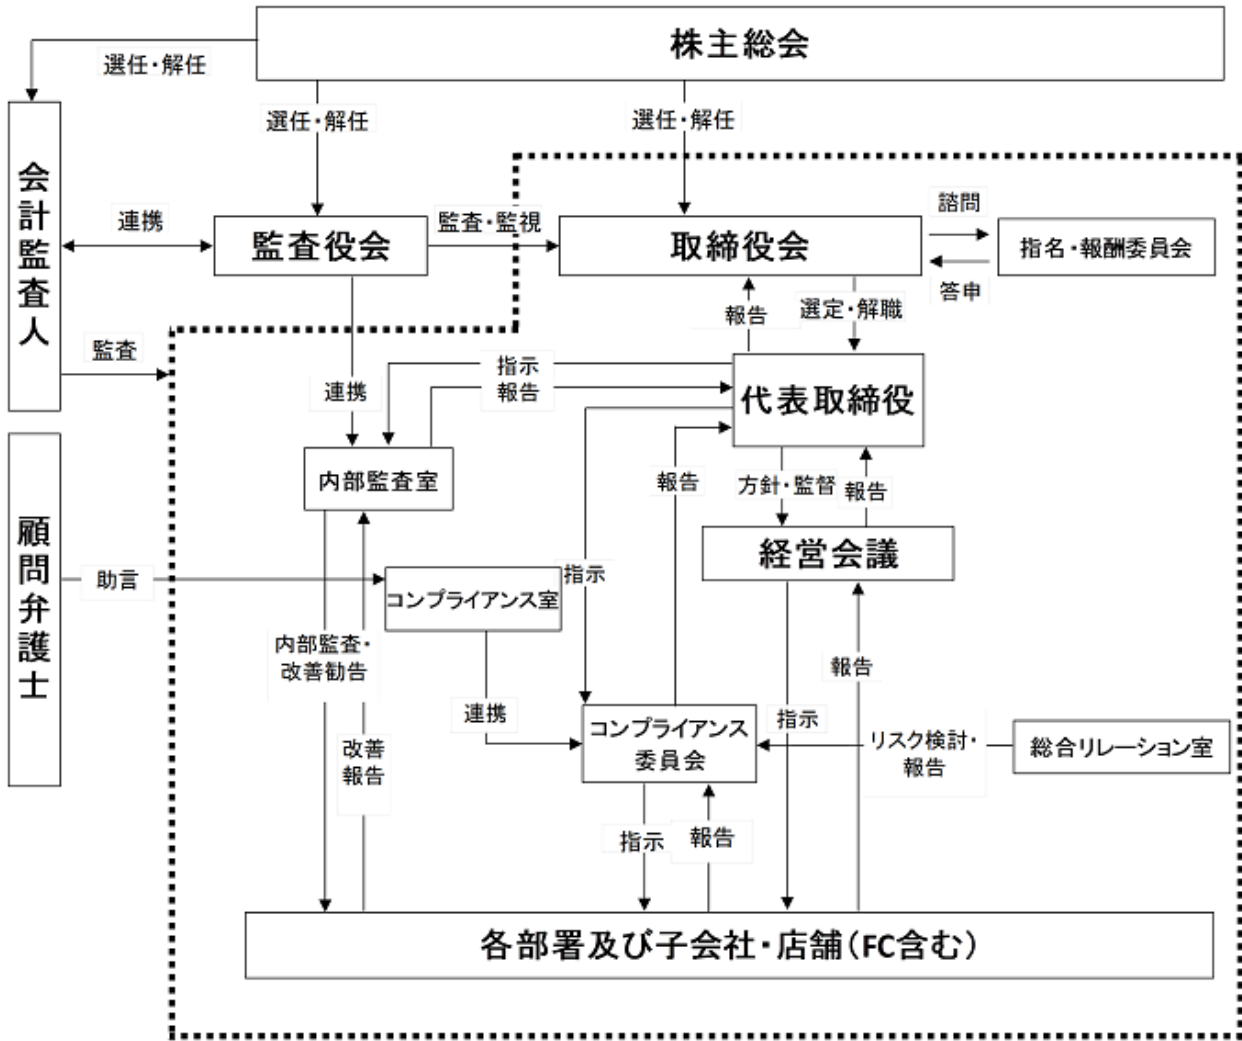 株主総会
選任・解任
選任・解任
選任・解任
会計監査人
連携
監査役会
監査・監視
取締役会
諮問
答申
指名・報酬委員会
監査
報告
選定・解職
指示
報告
代表取締役
連携
内部監査室
報告
方針・監督
報告
顧問弁護士
助言
コンプライアンス室
指示
経営会議
内部監査・
改善勧告
報告
連携
コンプライアンス
委員会
指示
リスク検討・
報告
総合リレーション室
改善
報告
指示
報告
各部署及び子会社・店舗(FC含む)